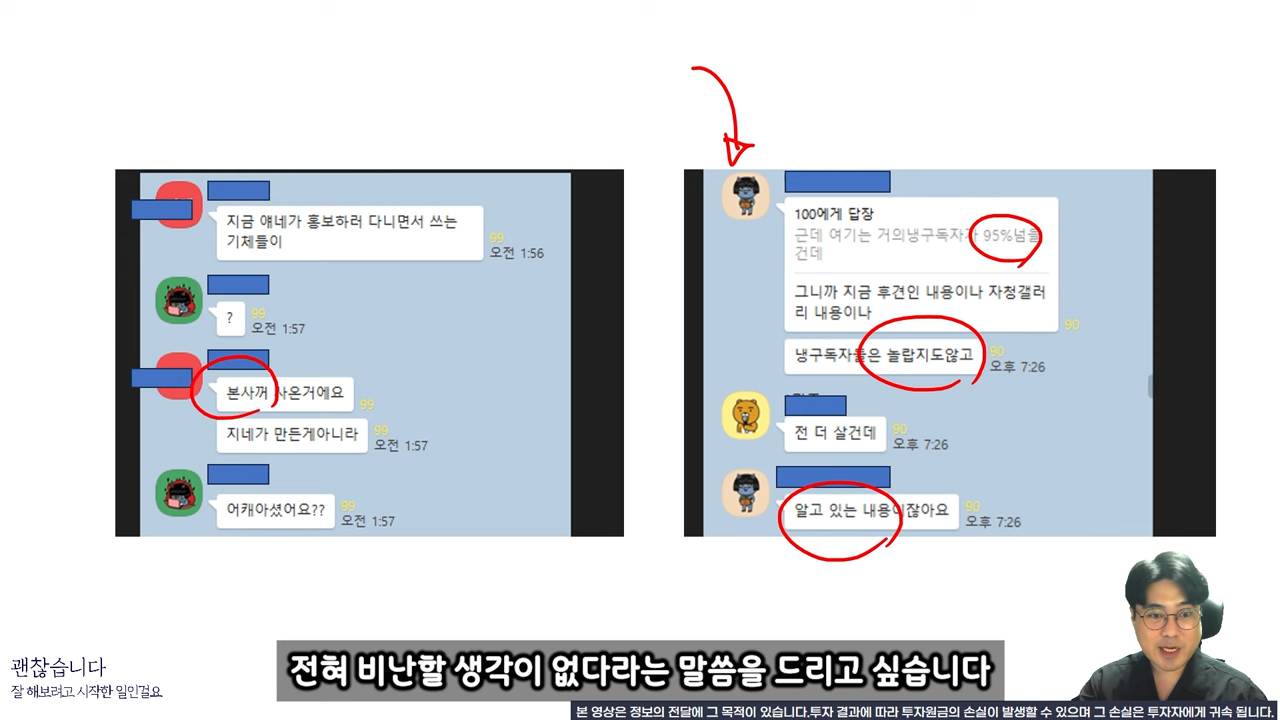 지금 얘네가 홍보하러 다니면서 쓰는
기체들이
99
오전 1:56
?
99
오전 1:57
본사꺼 사온거에요
99
지네가 만든게아니라
99
오전 1:57
어캐아셨어요??
99
오전 1:57
100에게 답장
근데 여기는 거의냉구독자가 95%넘을
건데
그니까 지금 후견인 내용이나 자청갤러
리 내용이나
90
냉구독자들은 놀랍지도않고
90
오후 7:26
전 더 살건데
90
오후 7:26
알고 있는 내용이잖아요
90
오후 7:26
전혀 비난할 생각이 없다라는 말씀을 드리고 싶습니다
괜찮습니다
잘 해보려고 시작한 일인걸요
본 영상은 정보의 전달에 그 목적이 있습니다.투자 결과에 따라 투자원금의 손실이 발생할 수 있으며 그 손실은 투자자에게 귀속 됩니다.